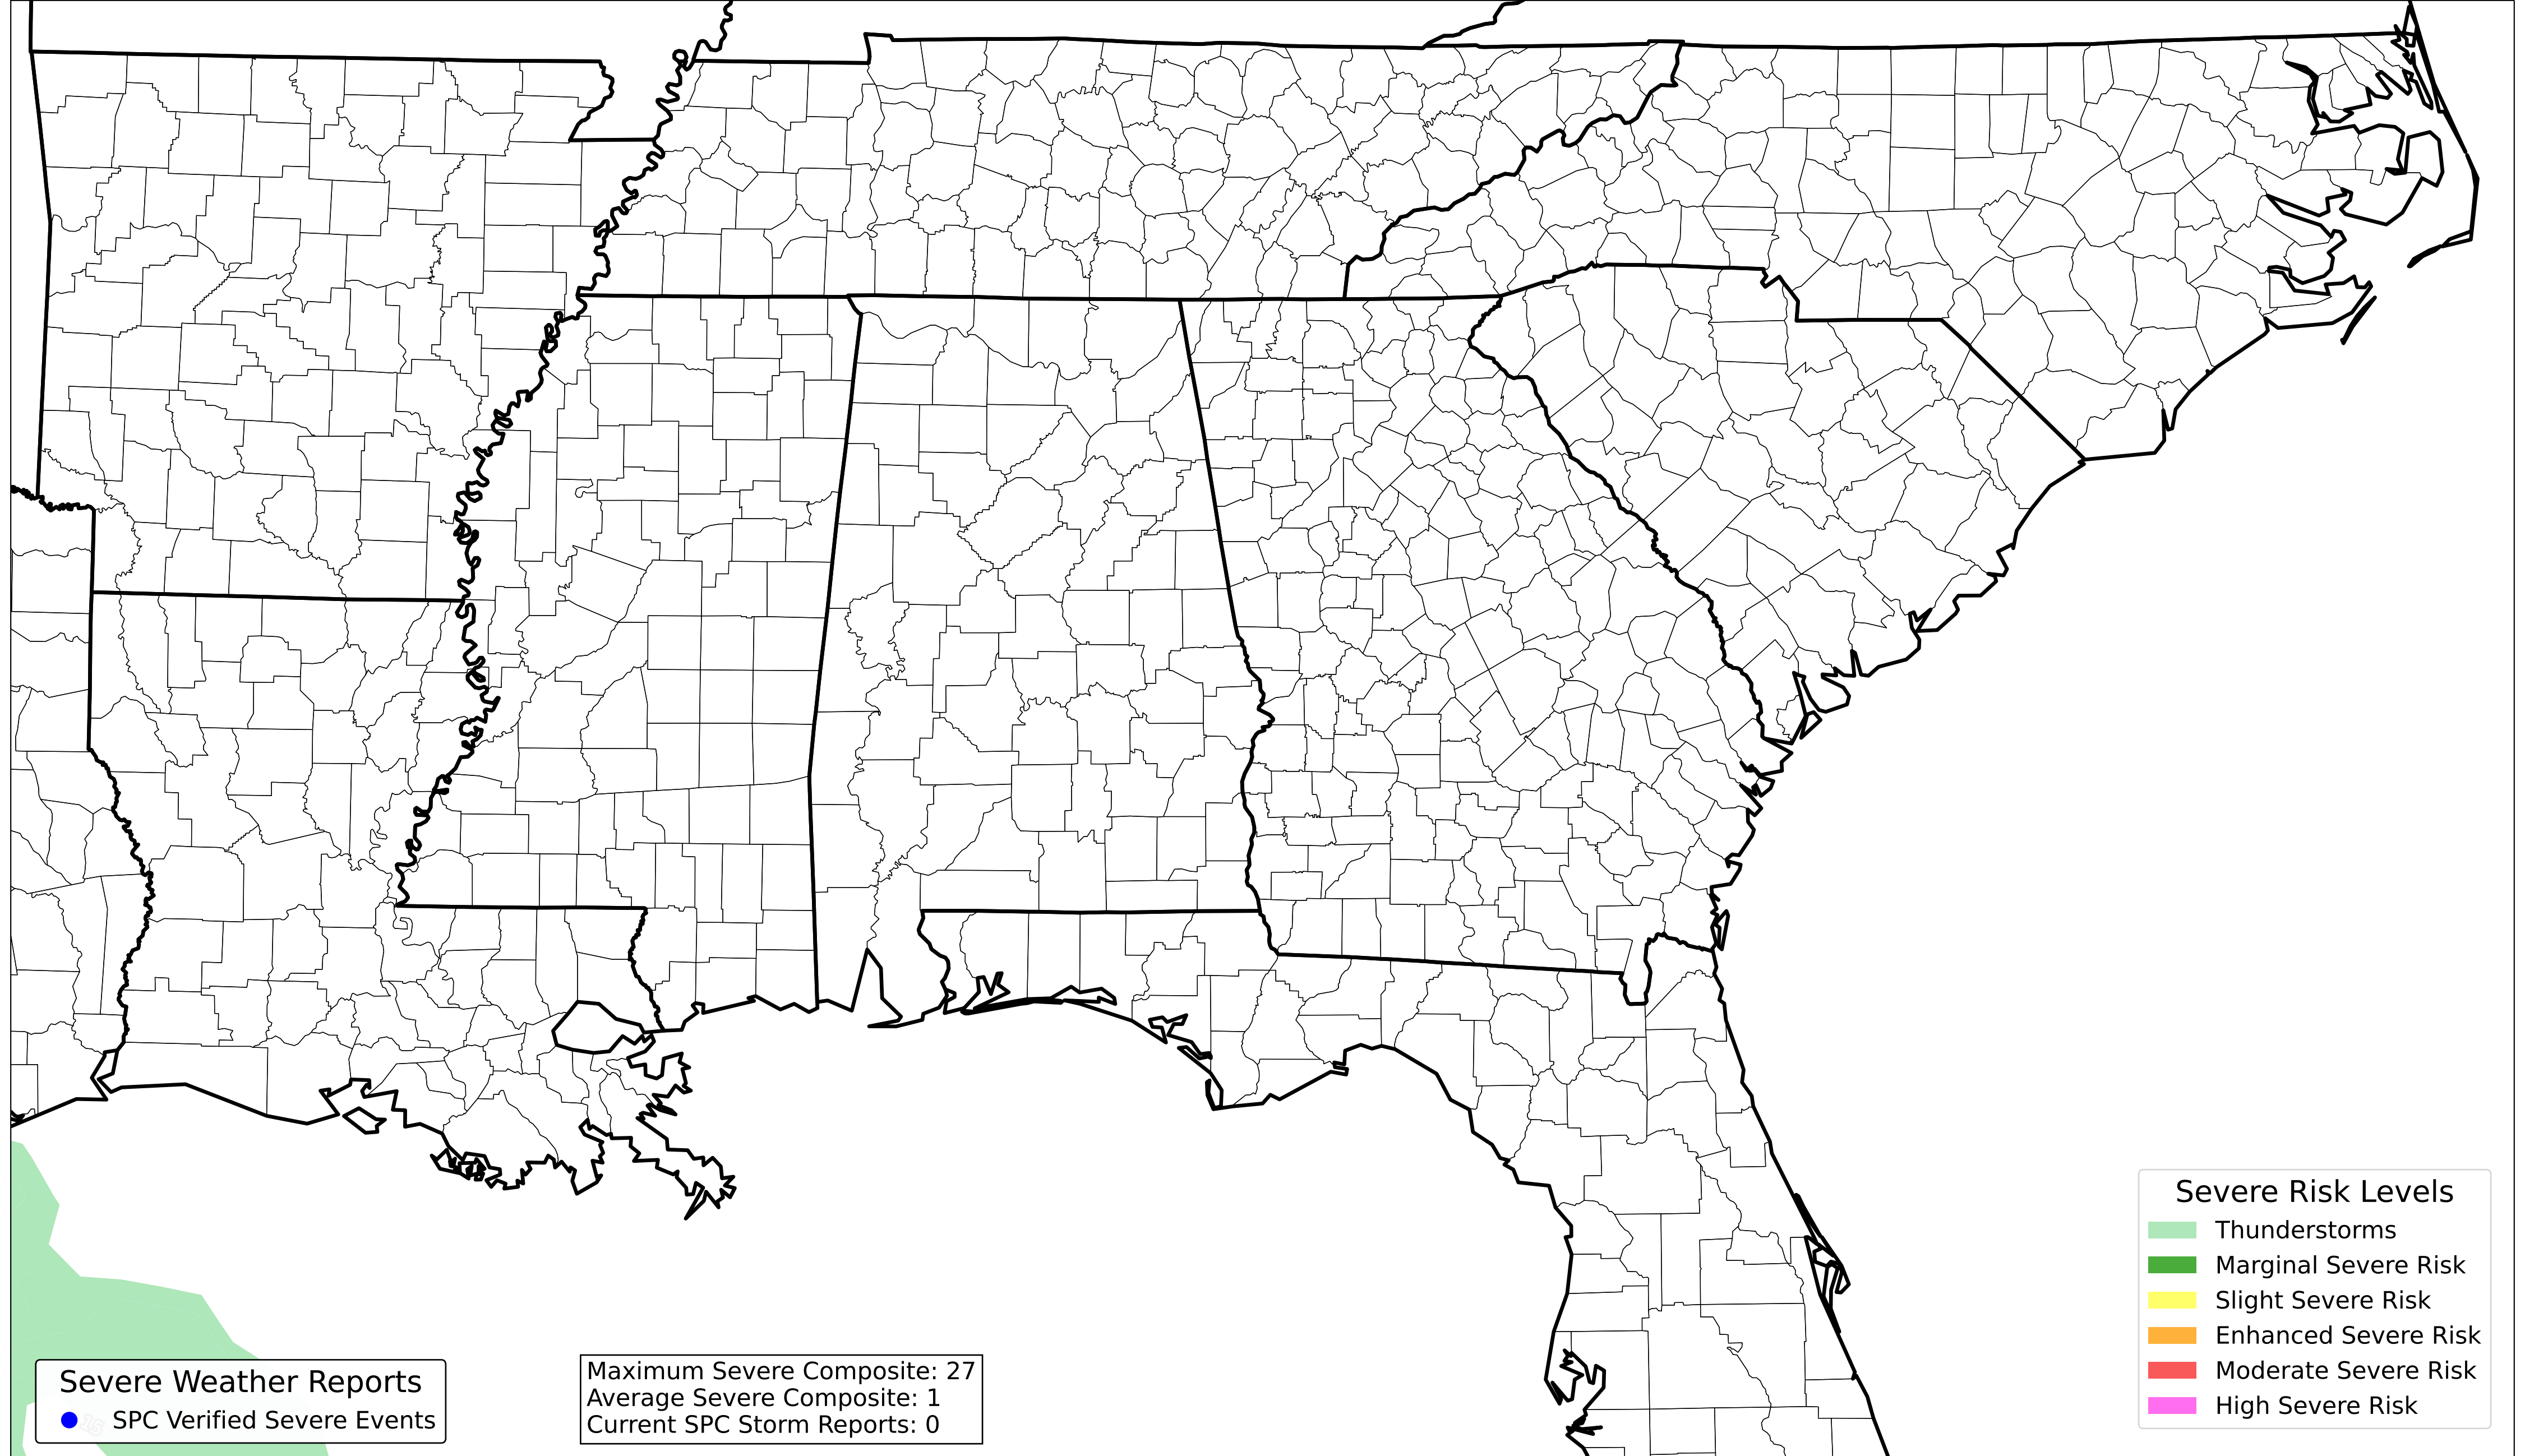 Severe Weather Reports
SPC Verified Severe Events
Maximum Severe Composite: 27
Average Severe Composite: 1
Current SPC Storm Reports: 0
Severe Risk Levels
Thunderstorms
Marginal Severe Risk
Slight Severe Risk
Enhanced Severe Risk
Moderate Severe Risk
High Severe Risk